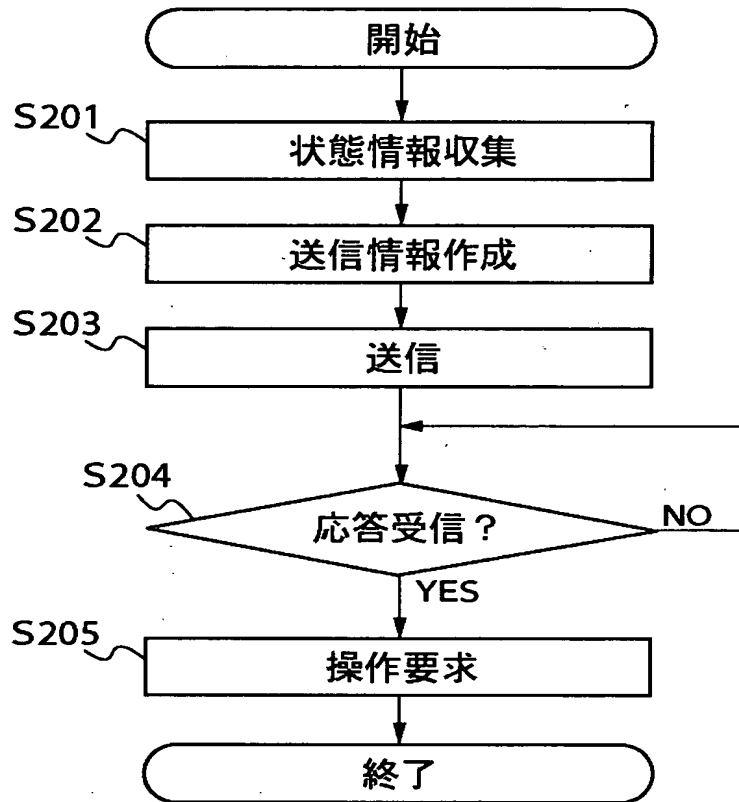 開始
S201
状態情報収集
S202
送信情報作成
S203
送信
S204
応答受信？
NO
YES
S205
操作要求
終了